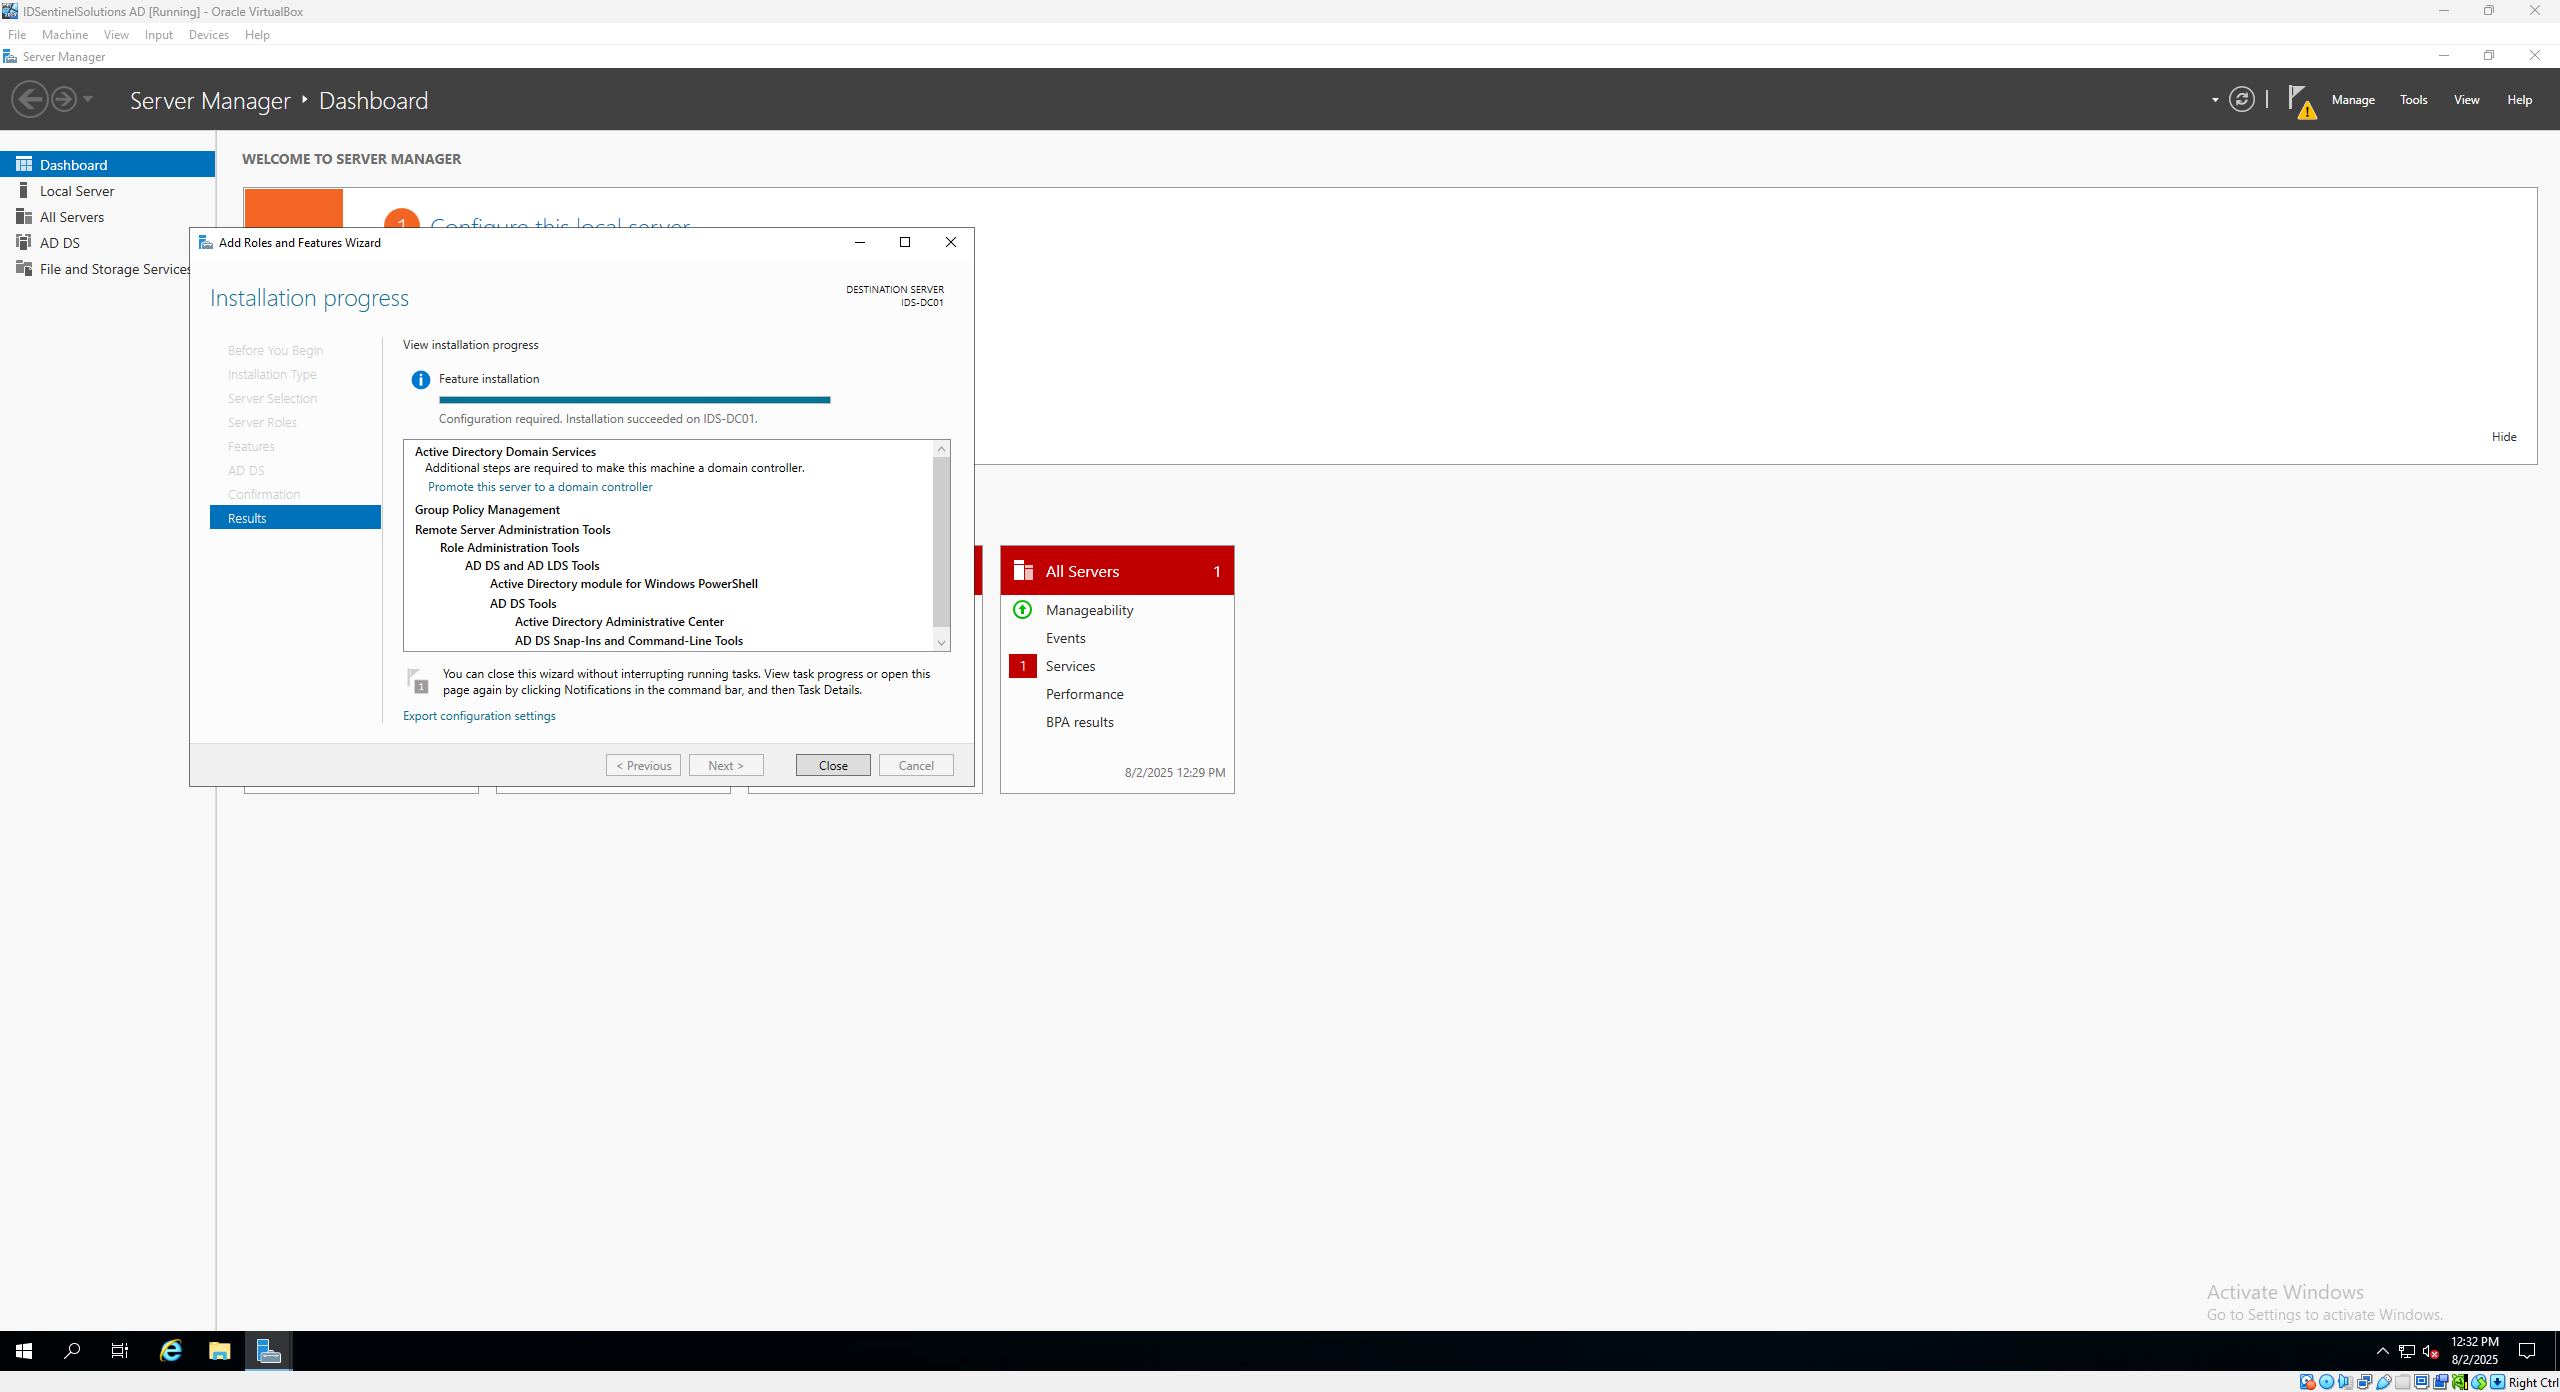 IDSentinelSolutions AD [Running] - Oracle VirtualBox
File Machine View Input Devices Help
Server Manager
Server Manager Dashboard
Manage Tools View Help
Dashboard
Local Server
All Servers
AD DS
File and Storage Services
WELCOME TO SERVER MANAGER
1 Configure this local server
Hide
Add Roles and Features Wizard
Installation progress
DESTINATION SERVER
IDS-DC01
Before You Begin
Installation Type
Server Selection
Server Roles
Features
AD DS
Confirmation
Results
View installation progress
Feature installation
Configuration required. Installation succeeded on IDS-DC01.
Active Directory Domain Services
Additional steps are required to make this machine a domain controller.
Promote this server to a domain controller
Group Policy Management
Remote Server Administration Tools
Role Administration Tools
AD DS and AD LDS Tools
Active Directory module for Windows PowerShell
AD DS Tools
Active Directory Administrative Center
AD DS Snap-Ins and Command-Line Tools
1
You can close this wizard without interrupting running tasks. View task progress or open this
page again by clicking Notifications in the command bar, and then Task Details.
Export configuration settings
< Previous Next > Close Cancel
All Servers 1
Manageability
Events
1 Services
Performance
BPA results
8/2/2025 12:29 PM
Activate Windows
Go to Settings to activate Windows.
12:32 PM
8/2/2025
Right Ctrl